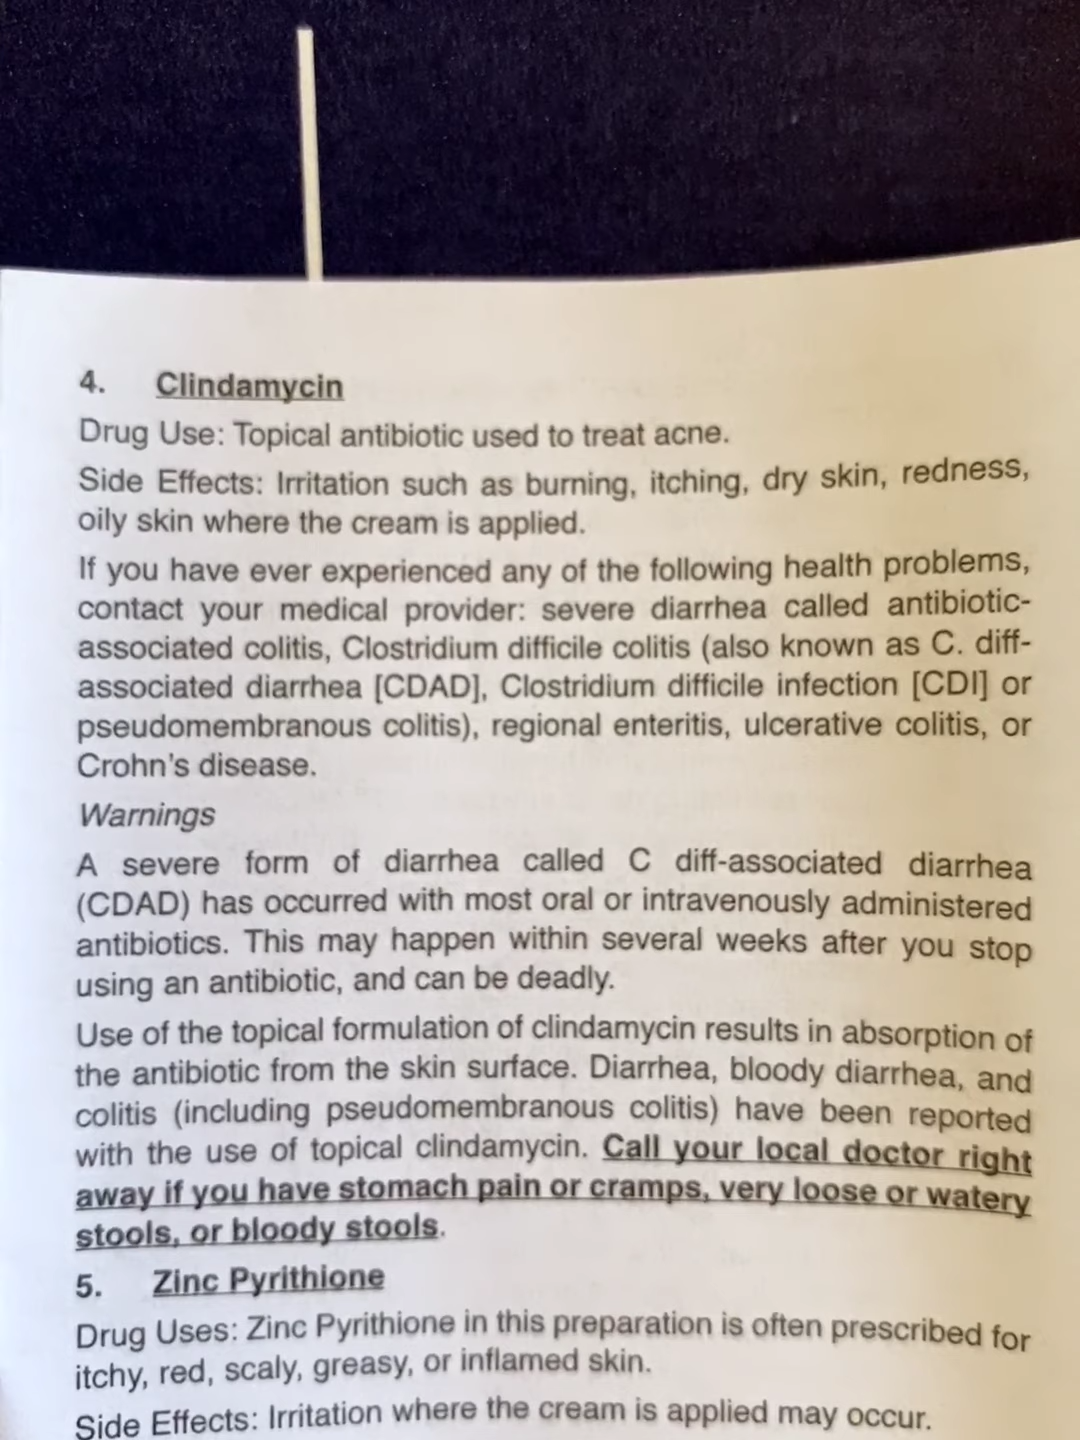 4. Clindamycin
Drug Use: Topical antibiotic used to treat acne.
Side Effects: Irritation such as burning, itching, dry skin, redness,
oily skin where the cream is applied.
If you have ever experienced any of the following health problems,
contact your medical provider: severe diarrhea called antibiotic-
associated colitis, Clostridium difficile colitis (also known as C. diff-
associated diarrhea [CDAD], Clostridium difficile infection [CDI] or
pseudomembranous colitis), regional enteritis, ulcerative colitis, or
Crohn's disease.
Warnings
A severe form of diarrhea called C diff-associated diarrhea
(CDAD) has occurred with most oral or intravenously administered
antibiotics. This may happen within several weeks after you stop
using an antibiotic, and can be deadly.
Use of the topical formulation of clindamycin results in absorption of
the antibiotic from the skin surface. Diarrhea, bloody diarrhea, and
colitis (including pseudomembranous colitis) have been reported
with the use of topical clindamycin. Call your local doctor right
away if you have stomach pain or cramps, very loose or watery
stools, or bloody stools.
5. Zinc Pyrithione
Drug Uses: Zinc Pyrithione in this preparation is often prescribed for
itchy, red, scaly, greasy, or inflamed skin.
Side Effects: Irritation where the cream is applied may occur.